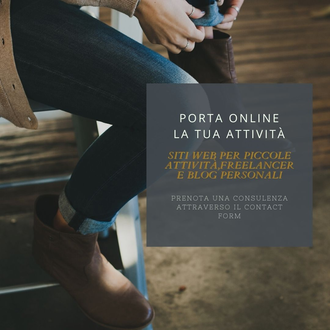 PORTA ONLINE
LA TUA ATTIVITÀ
SITI WEB PER PICCOLE
ATTIVITÀ,FREELANCER
E BLOG PERSONALI
PRENOTA UNA CONSULENZA
ATTRAVERSO IL CONTACT
FORM